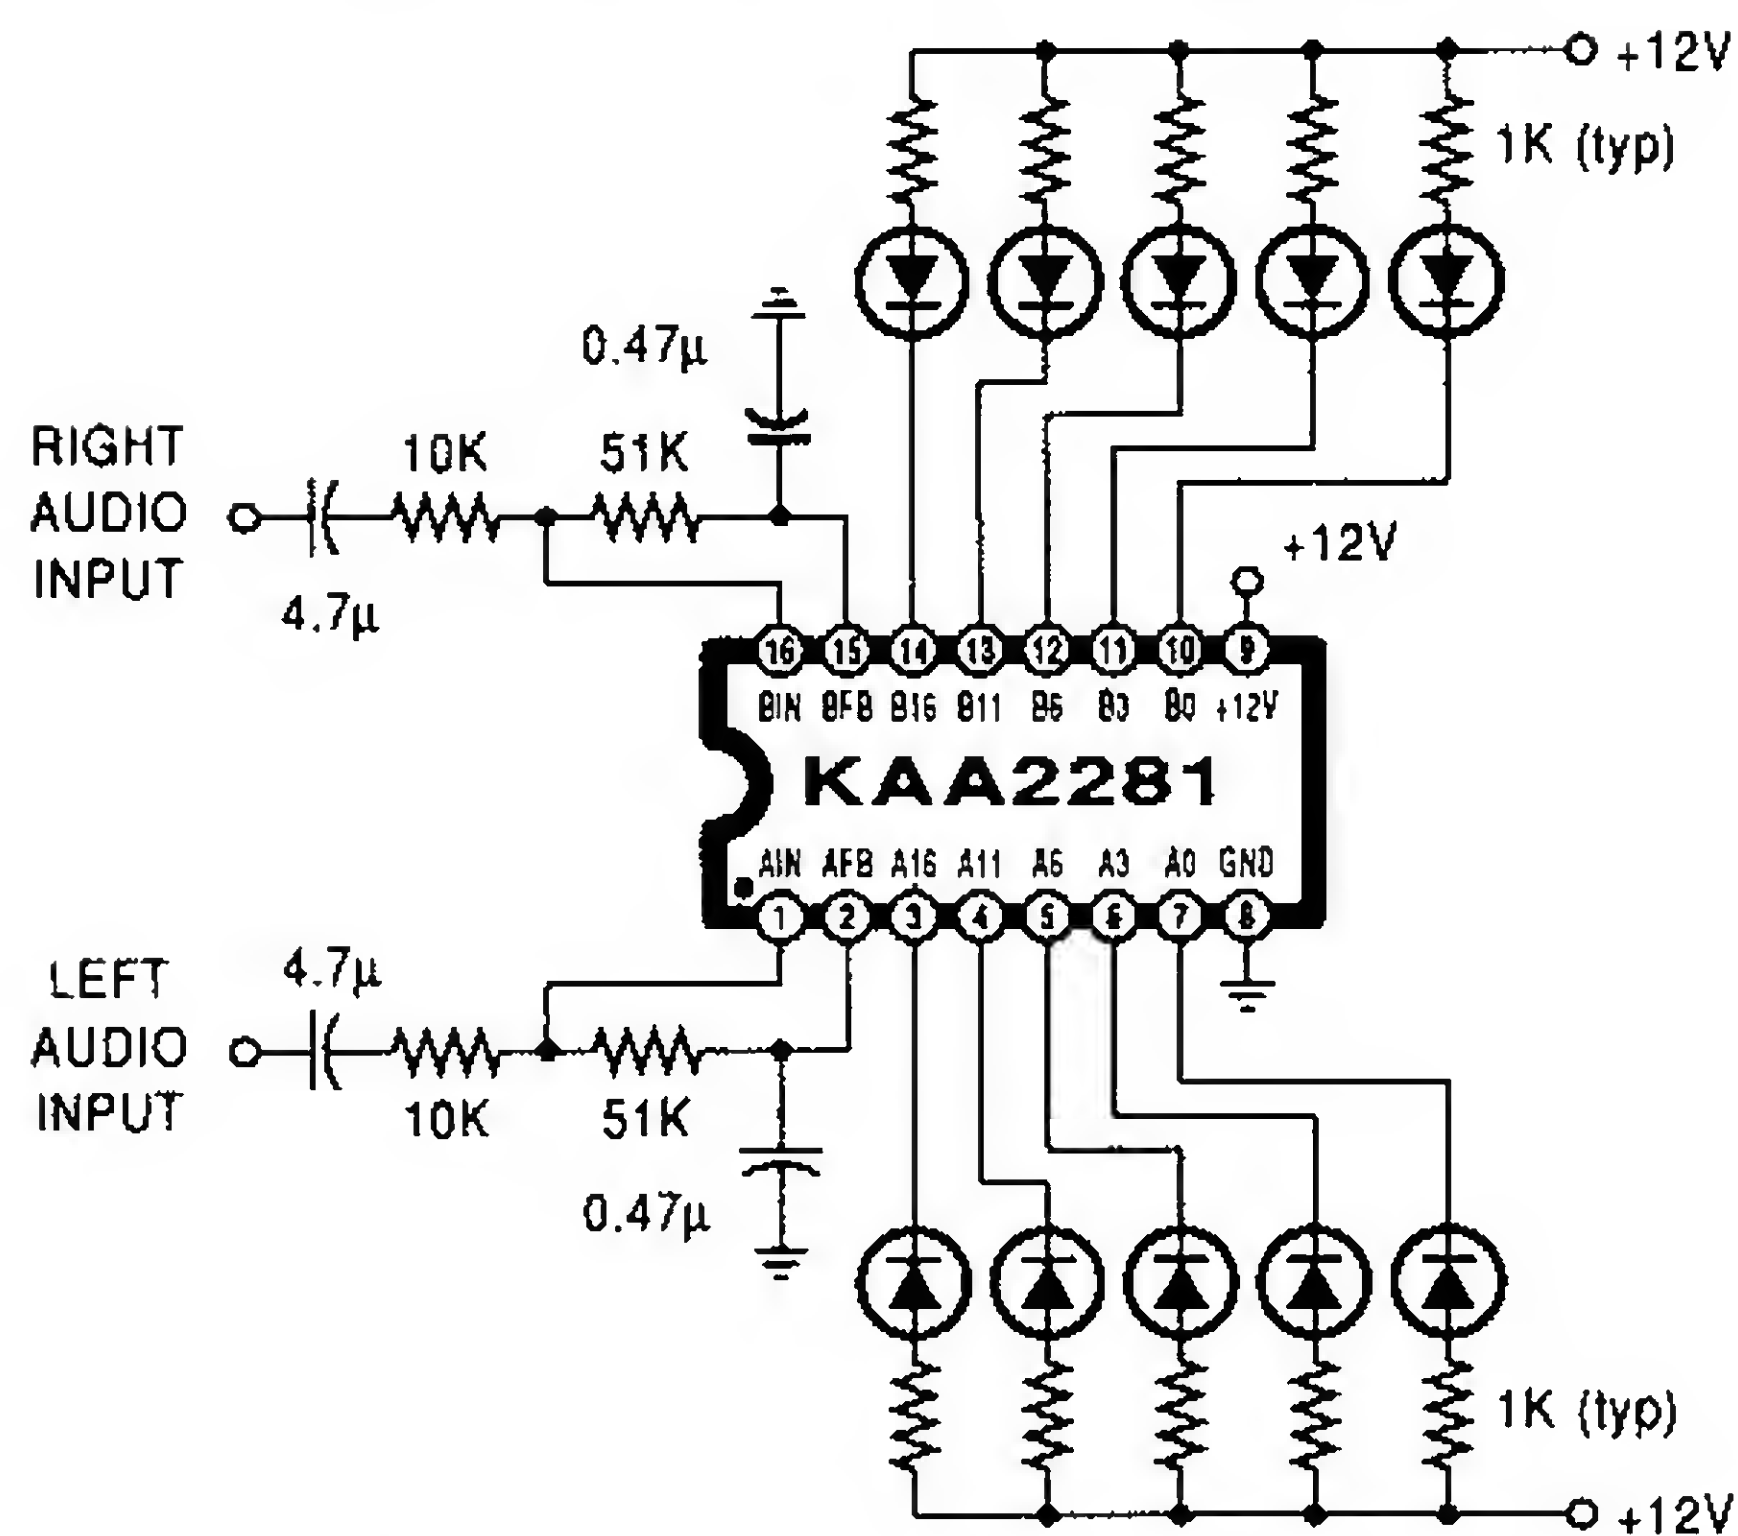 +12V
1K (typ)
0.47µ
RIGHT
AUDIO
INPUT
10K
51K
4.7µ
+12V
16 15 14 13 12 11 10 9
BIN BFB B16 B11 B6 B3 B0 +12V
KAA2281
AIN AFB A16 A11 A6 A3 A0 GND
1 2 3 4 5 6 7 8
LEFT
AUDIO
INPUT
4.7µ
10K
51K
0.47µ
1K (typ)
+12V